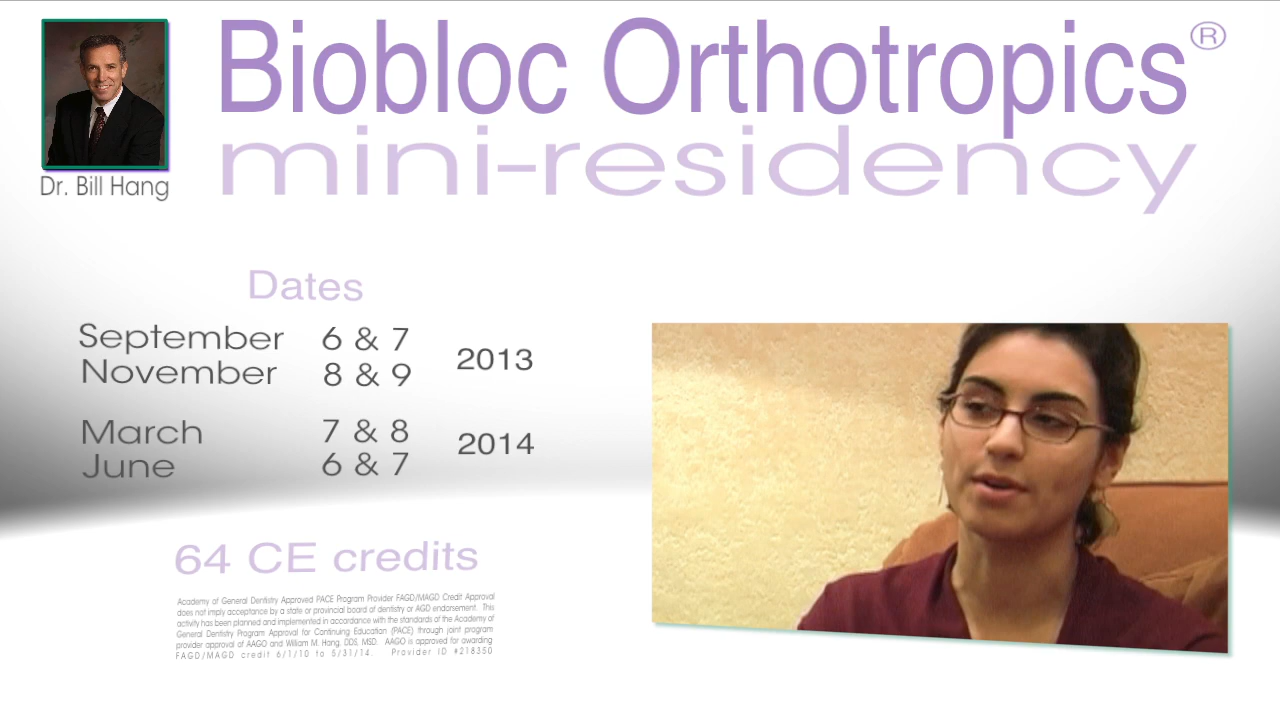 Biobloc Orthotropics®
mini-residency
Dr. Bill Hang
Dates
September 6 & 7
November 8 & 9
2013
March 7 & 8
June 6 & 7
2014
64 CE credits
Academy of General Dentistry Approved PACE Program Provider FAGD/MAGD Credit Approval
does not imply acceptance by a state or provincial board of dentistry or AGD endorsement. This
activity has been planned and implemented in accordance with the standards of the Academy of
General Dentistry Program Approval for Continuing Education (PACE) through joint program
provider approval of AAGO and William M. Hang, DDS, MSD. AAGO is approved for awarding
FAGD/MAGD credit 6/1/10 to 5/31/14. Provider ID #218350